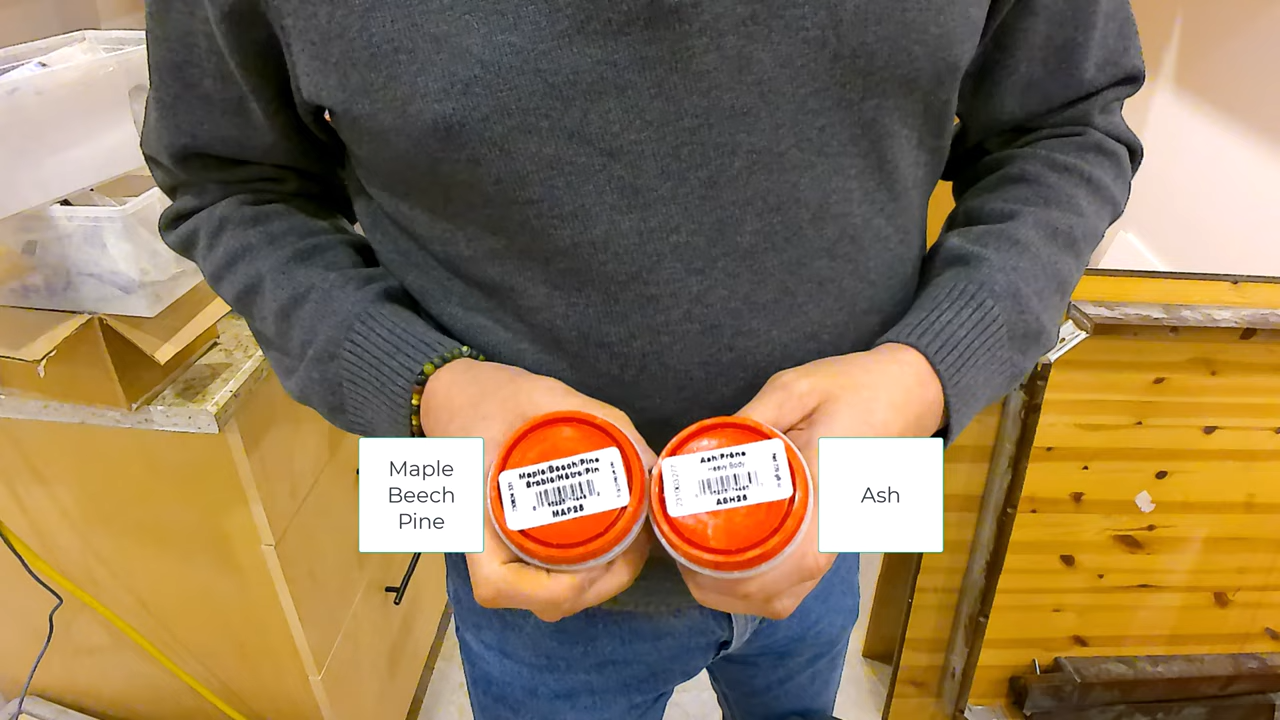 Maple
Beech
Pine
Maple/Beech/Pine
Érable/Hêtre/Pin
MAP28
Ash/Frêne
Heavy Body
ASH28
Ash